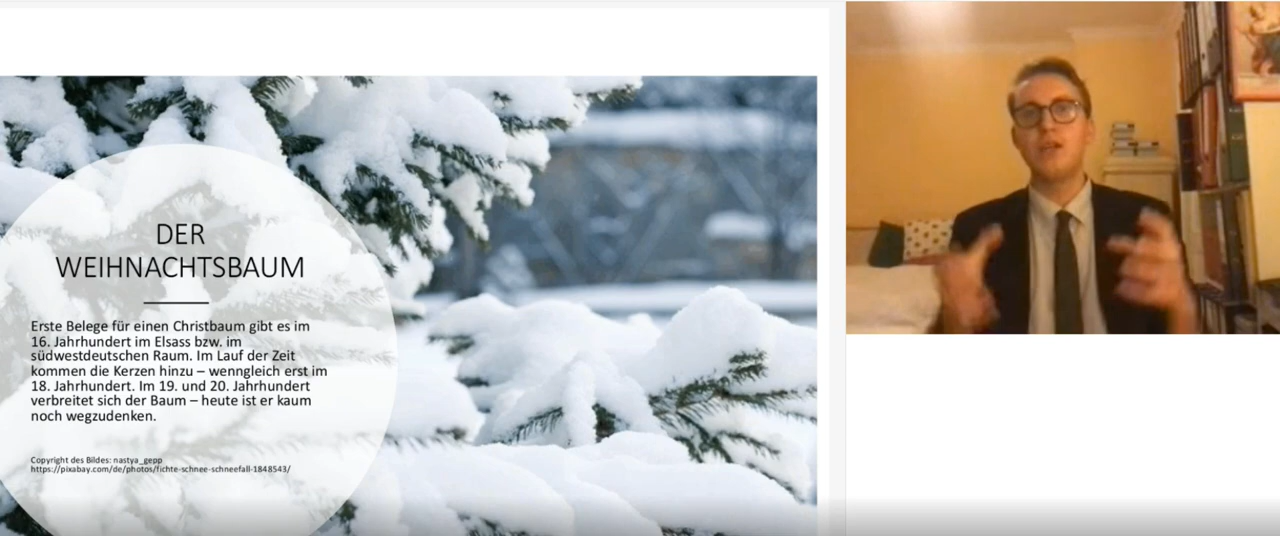 DER
WEIHNACHTSBAUM
Erste Belege für einen Christbaum gibt es im
16. Jahrhundert im Elsass bzw. im
südwestdeutschen Raum. Im Lauf der Zeit
kommen die Kerzen hinzu – wenngleich erst im
18. Jahrhundert. Im 19. und 20. Jahrhundert
verbreitet sich der Baum – heute ist er kaum
noch wegzudenken.
Copyright des Bildes: nastya_gepp
https://pixabay.com/de/photos/fichte-schnee-schneefall-1848543/